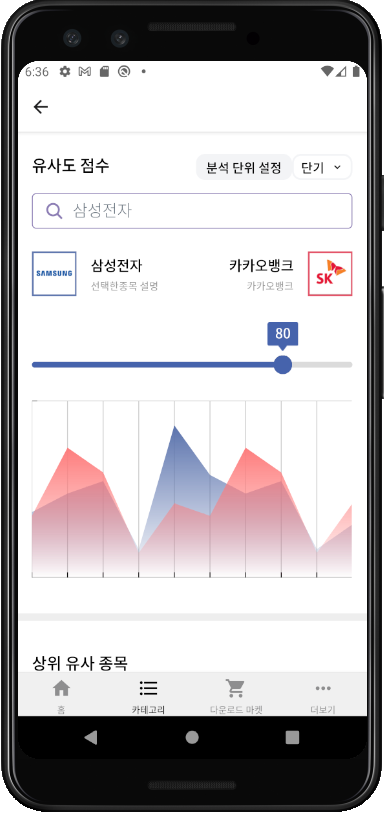 6:36
유사도 점수
분석 단위 설정
단기
삼성전자
SAMSUNG
삼성전자
선택한종목 설명
카카오뱅크
카카오뱅크
SK
80
상위 유사 종목
홈
카테고리
다운로드 마켓
더보기